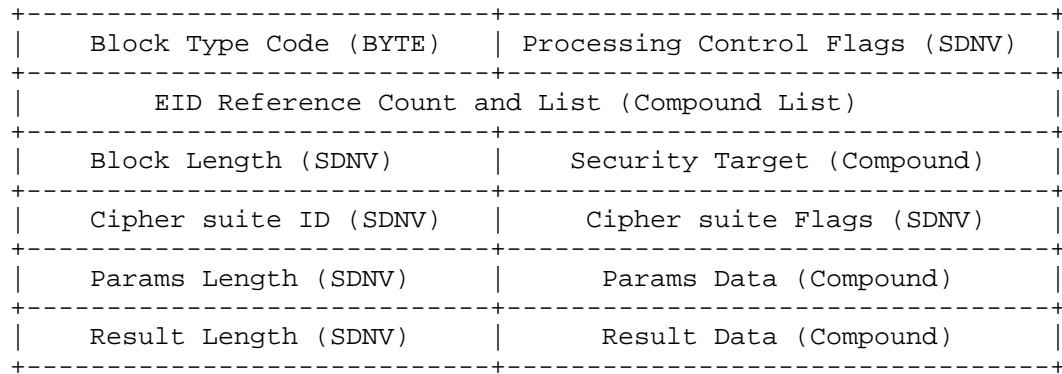 Block Type Code (BYTE) | Processing Control Flags (SDNV)
EID Reference Count and List (Compound List)
Block Length (SDNV) | Security Target (Compound)
Cipher suite ID (SDNV) | Cipher suite Flags (SDNV)
Params Length (SDNV) | Params Data (Compound)
Result Length (SDNV) | Result Data (Compound)